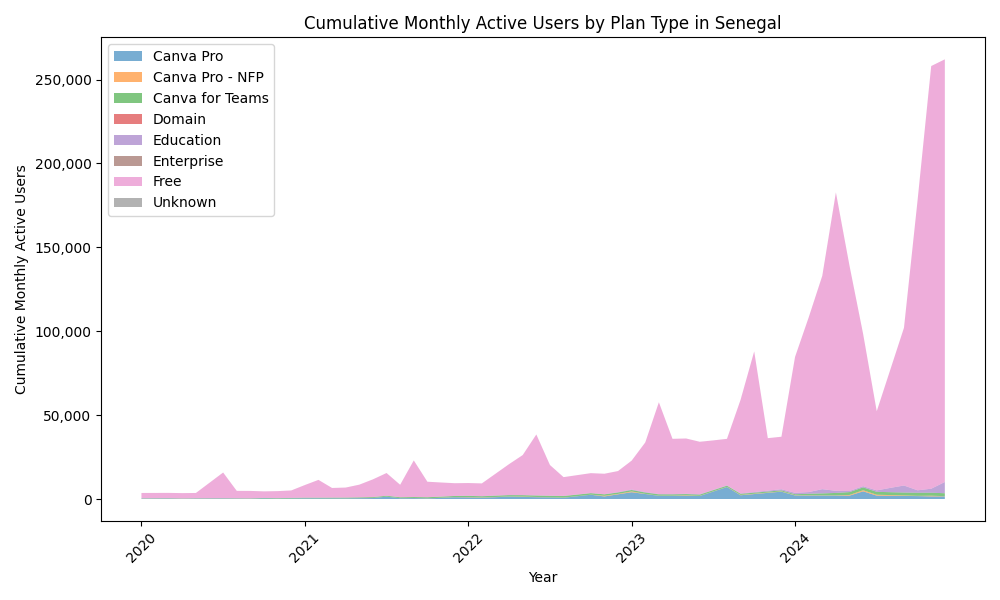 Cumulative Monthly Active Users by Plan Type in Senegal
Canva Pro
Canva Pro - NFP
Canva for Teams
Domain
Education
Enterprise
Free
Unknown
250,000
200,000
150,000
100,000
50,000
0
Cumulative Monthly Active Users
2020
2021
2022
2023
2024
Year